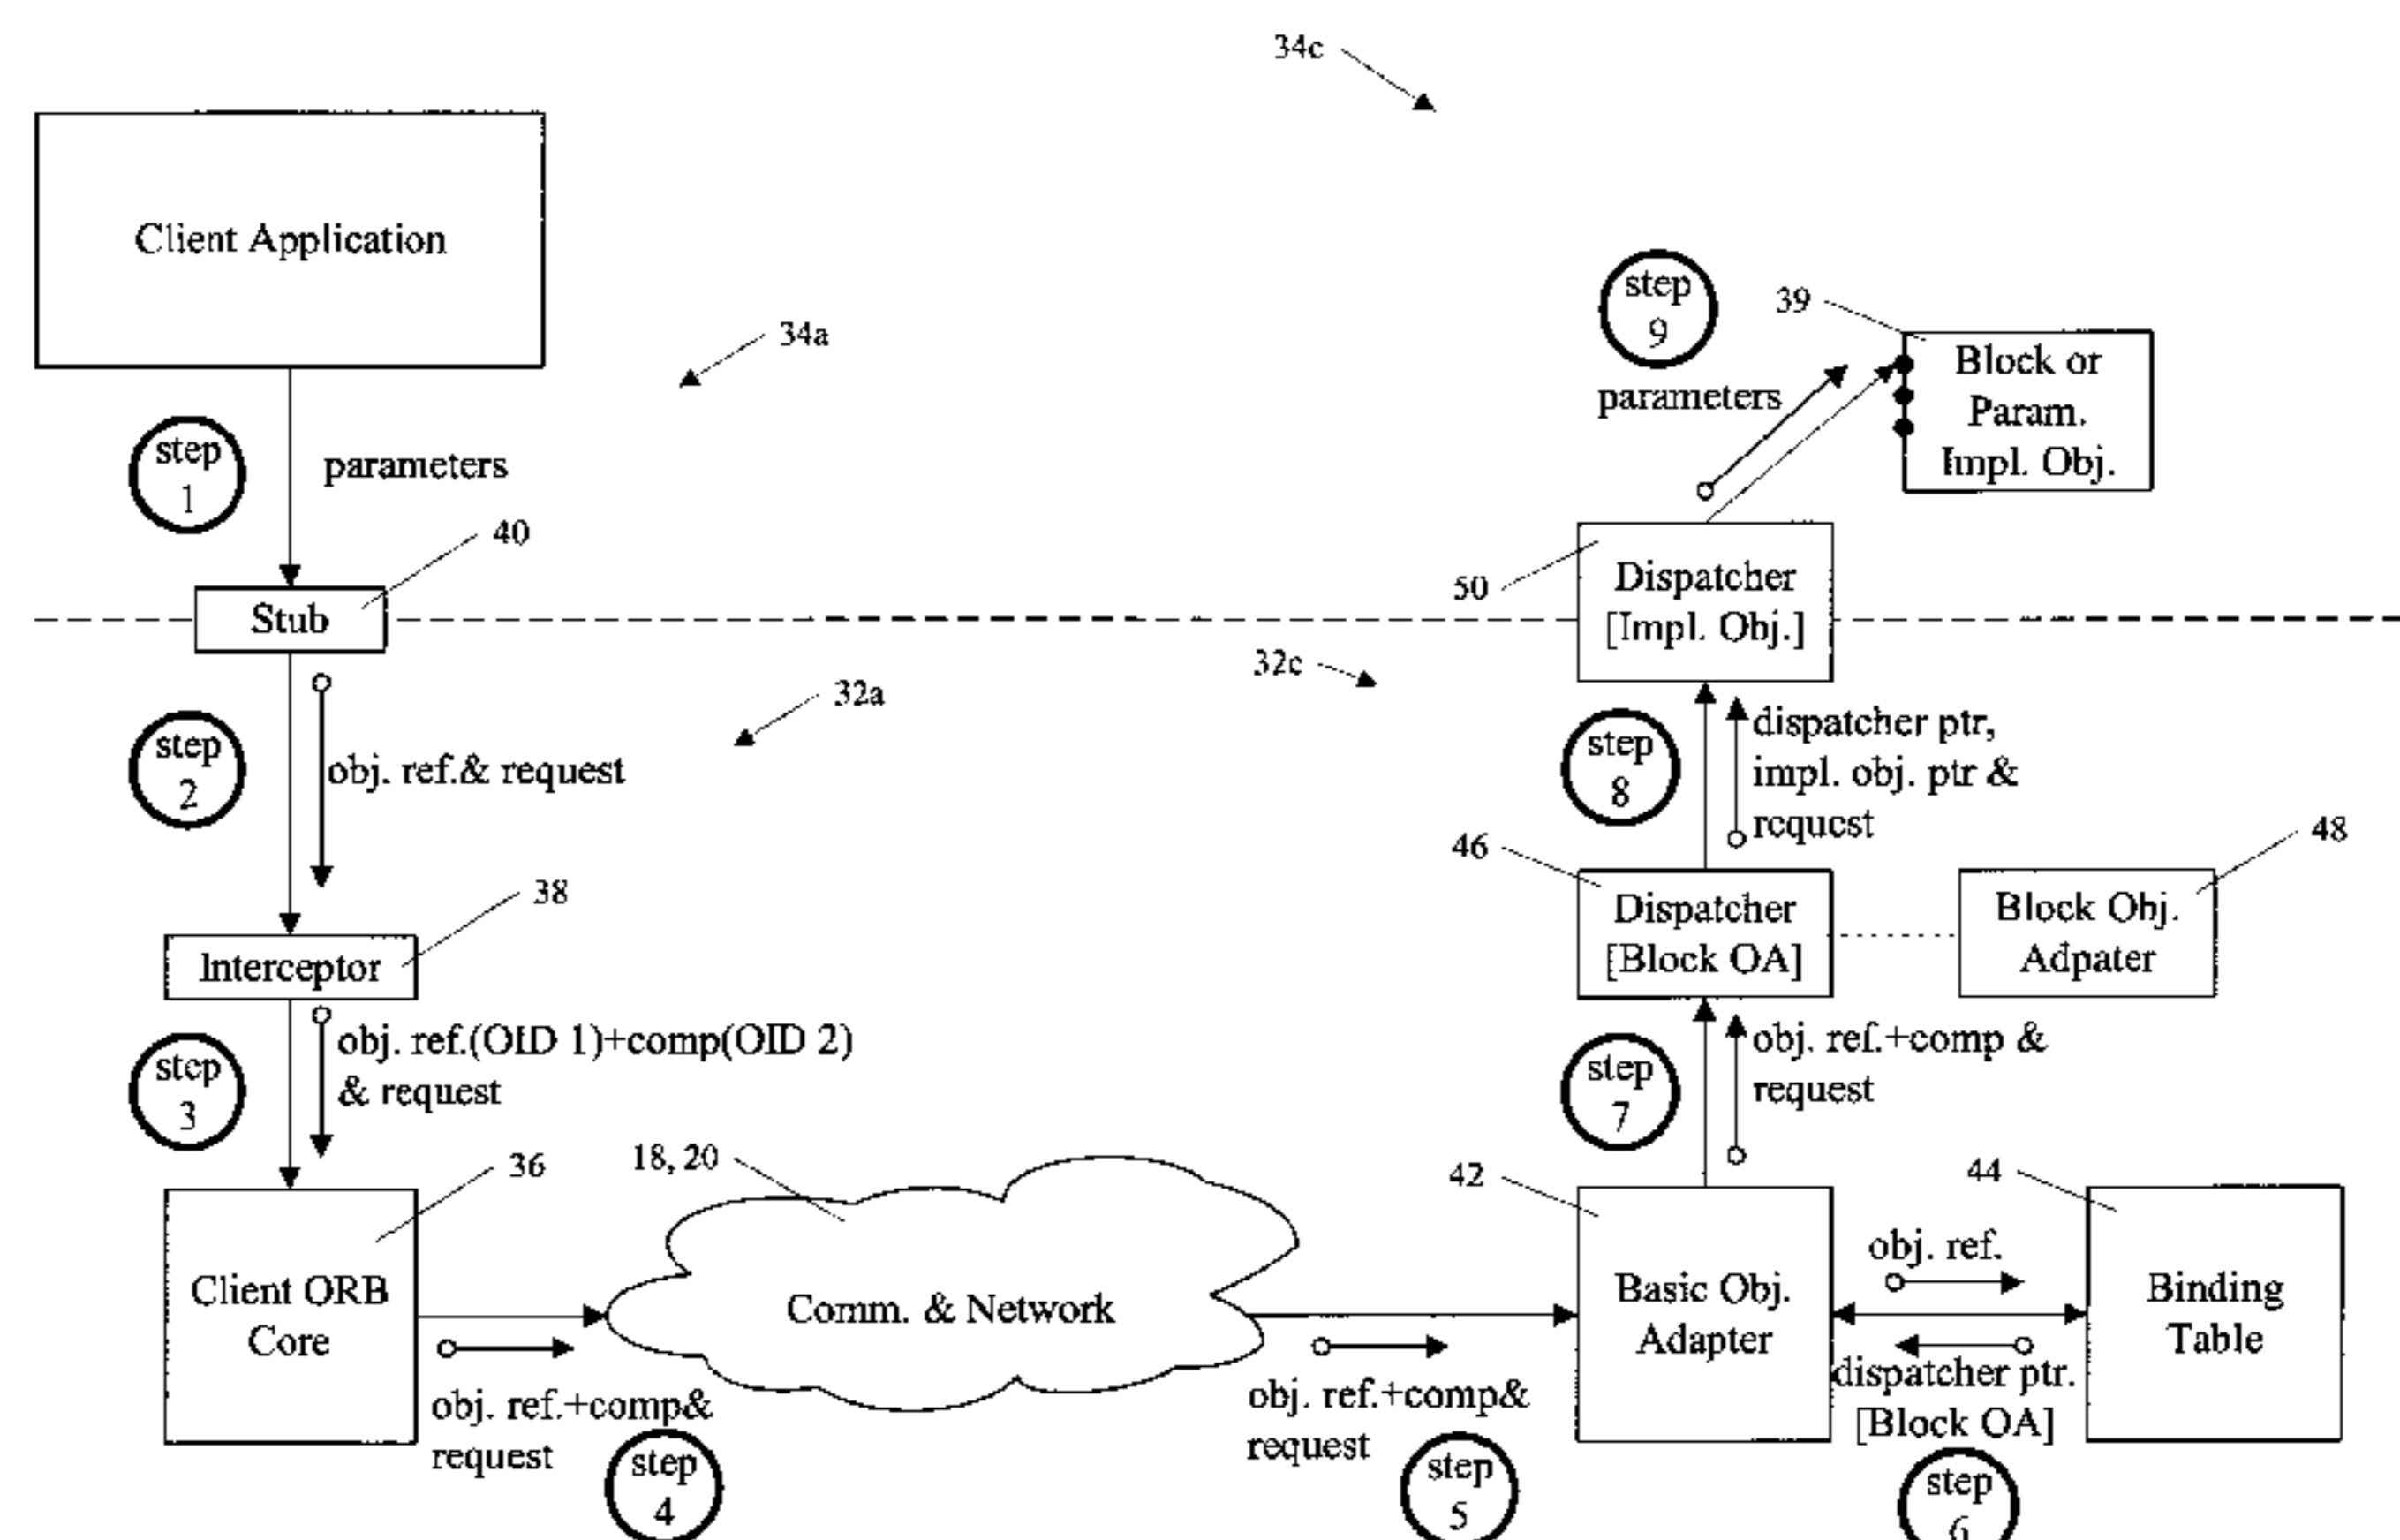 34c
Client Application
34a
step
1
parameters
40
Stub
step
9
39
parameters
Block or
Param.
Impl. Obj.
50
Dispatcher
[Impl. Obj.]
32c
32a
step
2
obj. ref.& request
step
8
dispatcher ptr,
impl. obj. ptr &
request
38
Interceptor
46
Dispatcher
[Block OA]
48
Block Obj.
Adpater
step
3
obj. ref.(OID 1)+comp(OID 2)
& request
step
7
obj. ref.+comp &
request
36
Client ORB
Core
18, 20
Comm. & Network
42
Basic Obj.
Adapter
44
Binding
Table
obj. ref.
dispatcher ptr.
[Block OA]
obj. ref.+comp&
request
step
4
obj. ref.+comp&
request
step
5
step
6